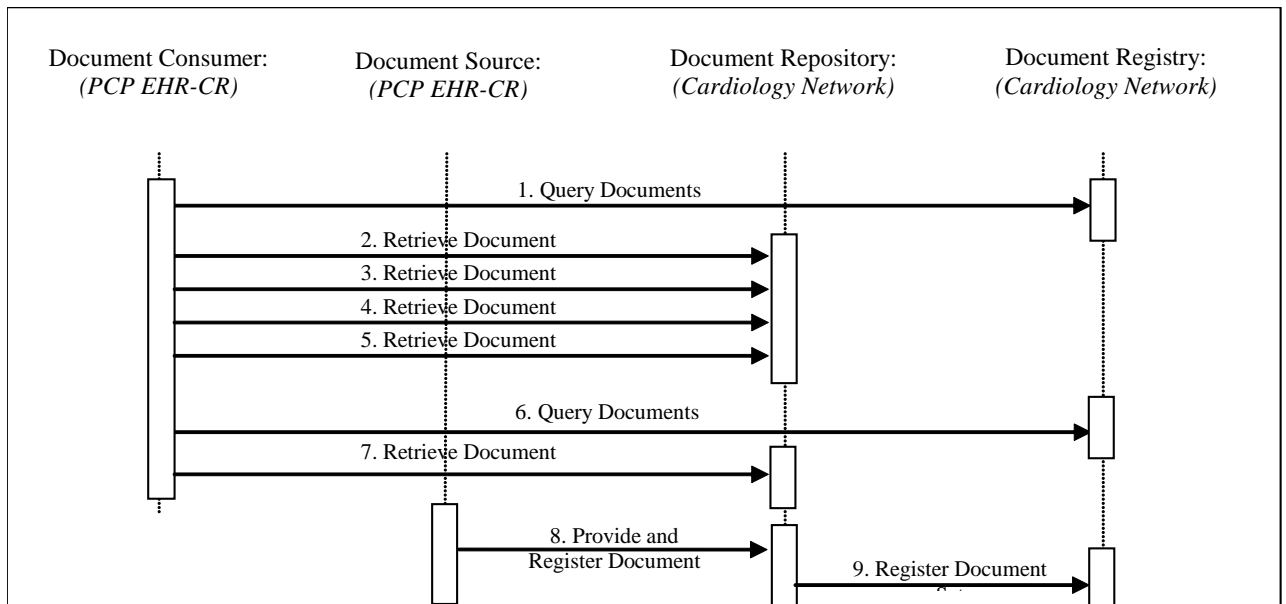 Document Consumer:
(PCP EHR-CR)
Document Source:
(PCP EHR-CR)
Document Repository:
(Cardiology Network)
Document Registry:
(Cardiology Network)
1. Query Documents
2. Retrieve Document
3. Retrieve Document
4. Retrieve Document
5. Retrieve Document
6. Query Documents
7. Retrieve Document
8. Provide and
Register Document
9. Register Document